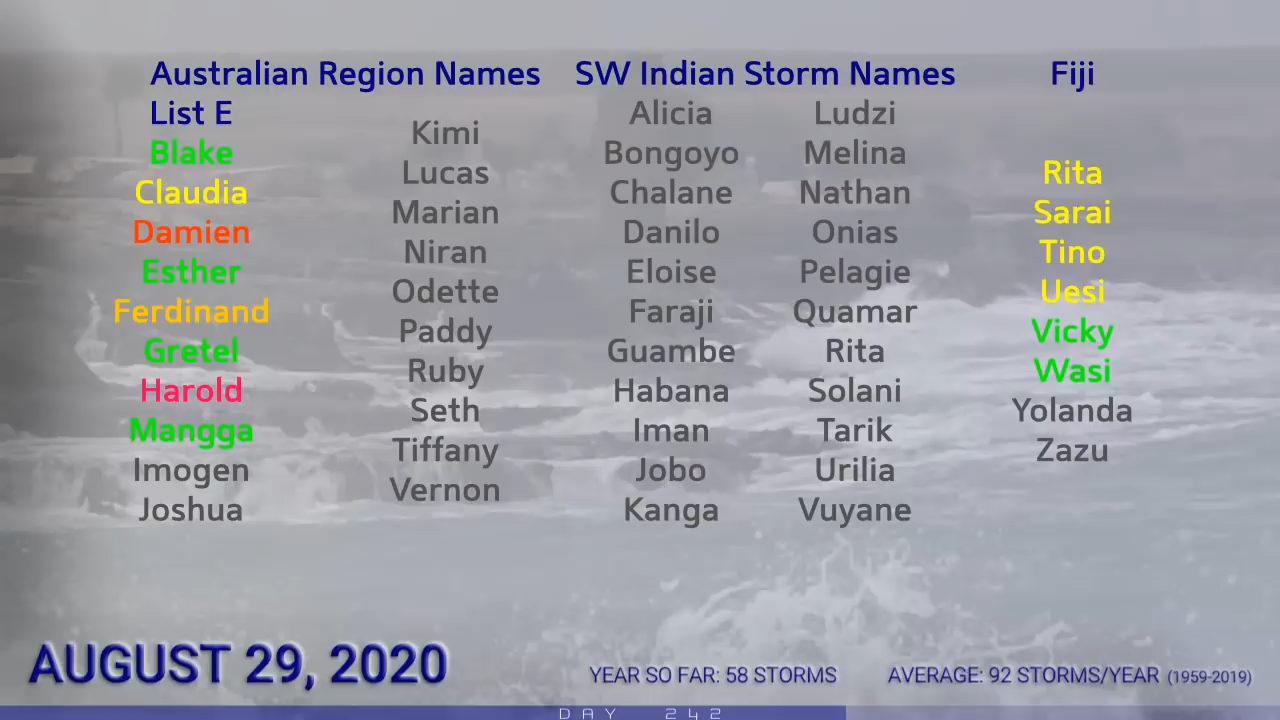 Australian Region Names
List E
Blake
Claudia
Damien
Esther
Ferdinand
Gretel
Harold
Mangga
Imogen
Joshua
Kimi
Lucas
Marian
Niran
Odette
Paddy
Ruby
Seth
Tiffany
Vernon
SW Indian Storm Names
Alicia
Bongoyo
Chalane
Danilo
Eloise
Faraji
Guambe
Habana
Iman
Jobo
Kanga
Ludzi
Melina
Nathan
Onias
Pelagie
Quamar
Rita
Solani
Tarik
Urilia
Vuyane
Fiji
Rita
Sarai
Tino
Uesi
Vicky
Wasi
Yolanda
Zazu
AUGUST 29, 2020
YEAR SO FAR: 58 STORMS
AVERAGE: 92 STORMS/YEAR (1959-2019)
DAY 242